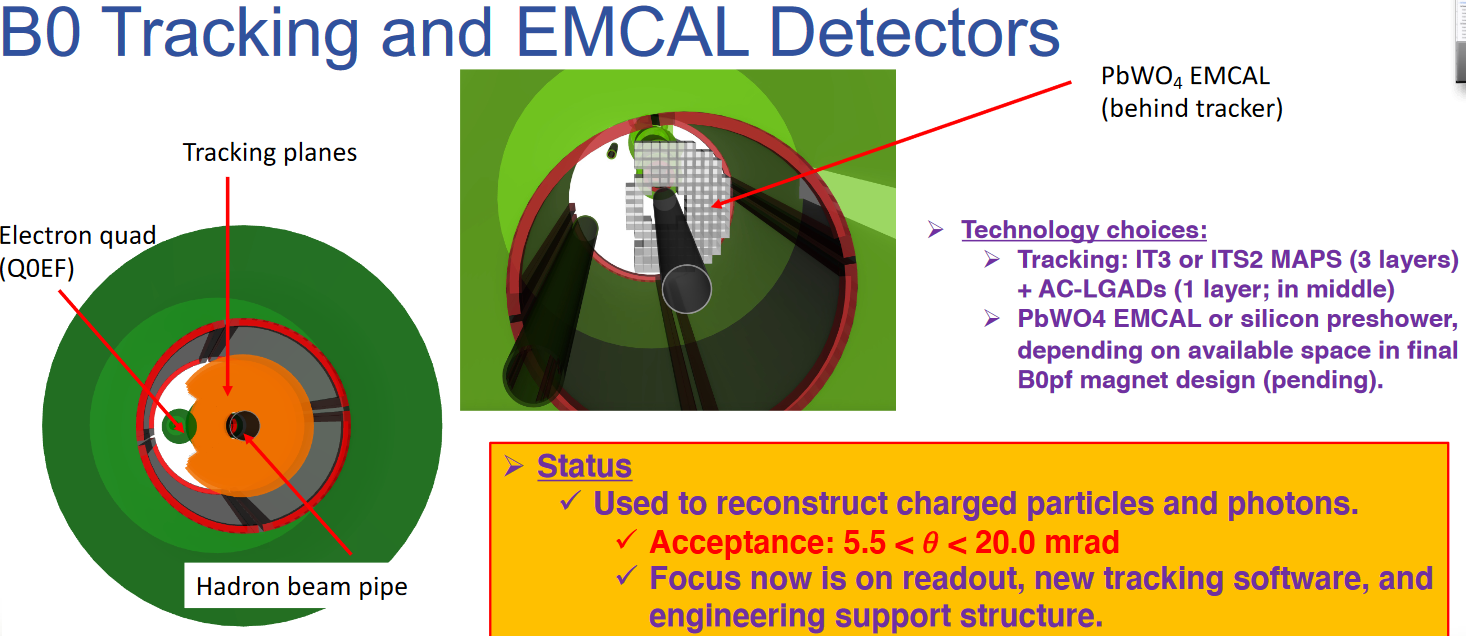 B0 Tracking and EMCAL Detectors
PbWO₄ EMCAL
(behind tracker)
Tracking planes
Electron quad
(Q0EF)
Hadron beam pipe
➢ Technology choices:
➢ Tracking: IT3 or ITS2 MAPS (3 layers)
+ AC-LGADs (1 layer; in middle)
➢ PbWO4 EMCAL or silicon preshower,
depending on available space in final
B0pf magnet design (pending).
➢ Status
✓ Used to reconstruct charged particles and photons.
✓ Acceptance: 5.5 < θ < 20.0 mrad
✓ Focus now is on readout, new tracking software, and
engineering support structure.